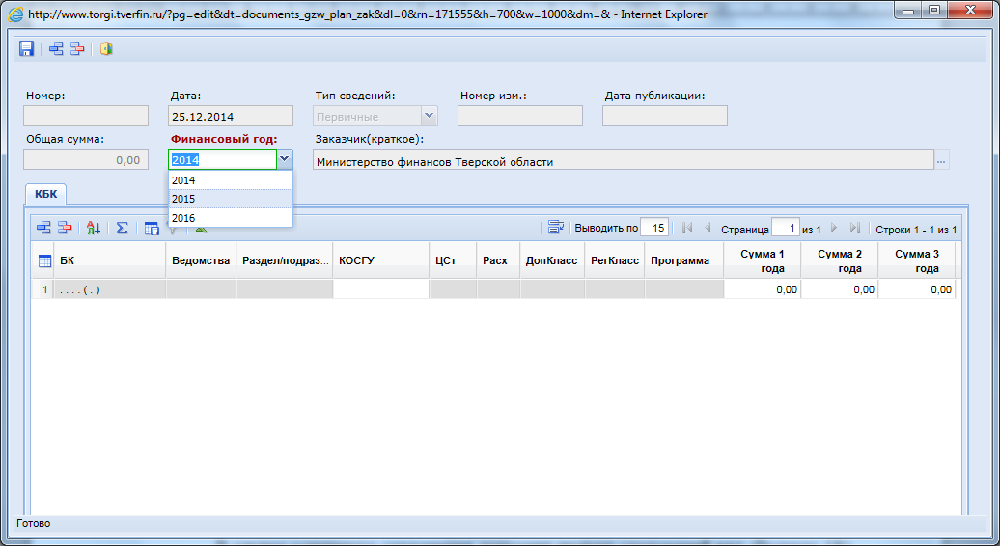 http://www.torgi.tverfin.ru/?pg=edit&dt=documents_gzw_plan_zak&dl=0&rn=171555&h=700&w=1000&dm=& - Internet Explorer
Номер: Дата: Тип сведений: Номер изм.: Дата публикации:
25.12.2014 Первичные
Общая сумма: Финансовый год: Заказчик(краткое):
0,00 2014 Министерство финансов Тверской области ...
2014
КБК
2015
2016
Выводить по 15 Страница 1 из 1 Строки 1 - 1 из 1
БК Ведомства Раздел/подраз... КОСГУ ЦСт Расх ДопКласс РегКласс Программа Сумма 1 года Сумма 2 года Сумма 3 года
1 ....(.) 0,00 0,00 0,00
Готово